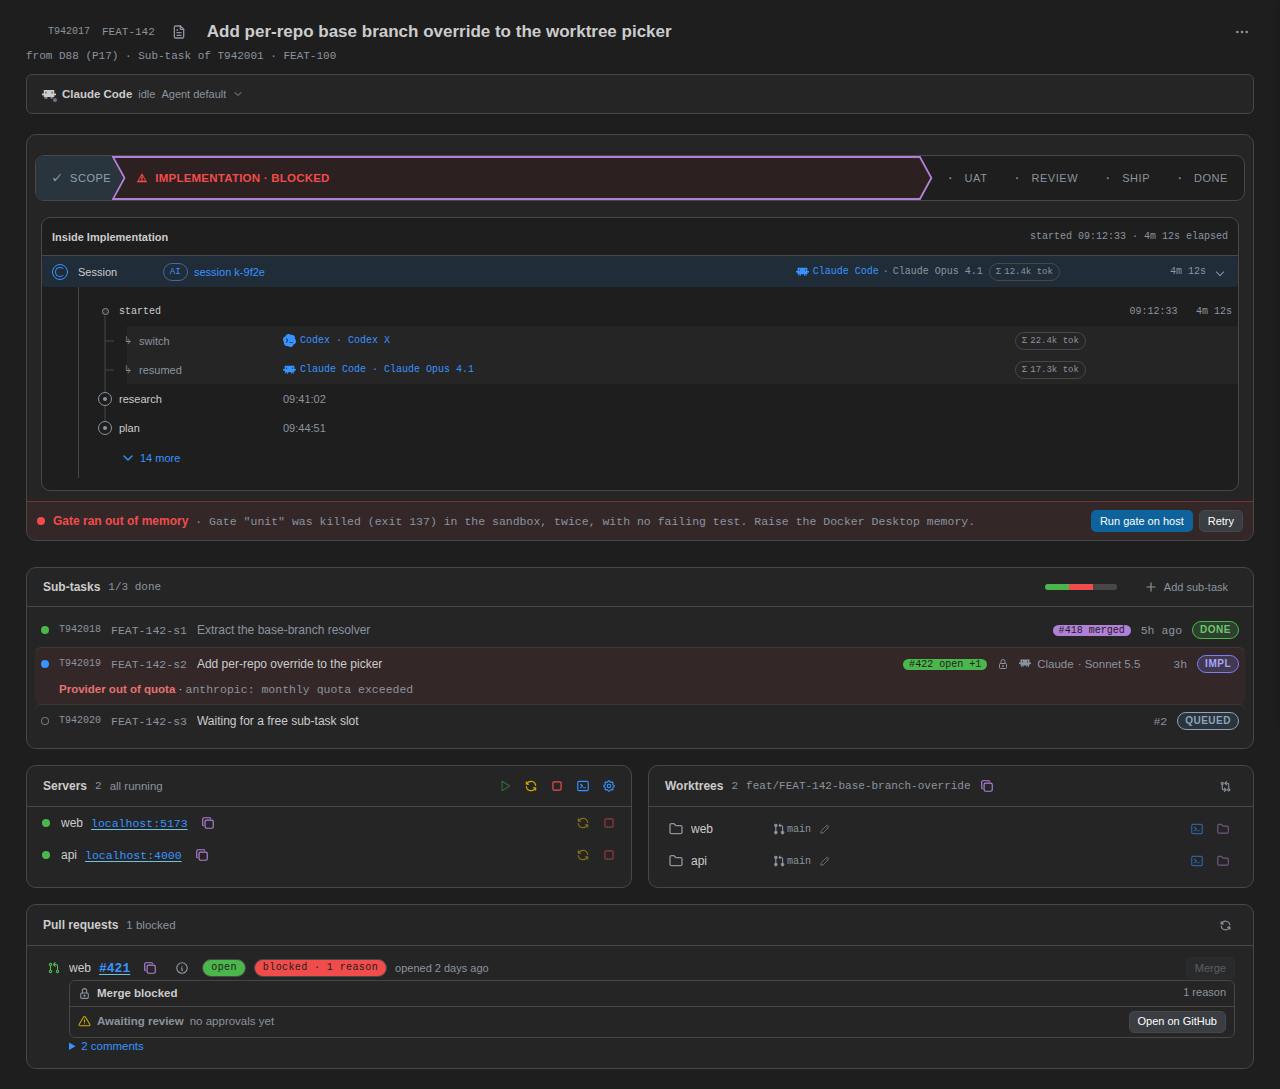 T942017 FEAT-142 Add per-repo base branch override to the worktree picker
from D88 (P17) · Sub-task of T942001 · FEAT-100
Claude Code idle Agent default
SCOPE IMPLEMENTATION · BLOCKED · UAT · REVIEW · SHIP · DONE
Inside Implementation started 09:12:33 · 4m 12s elapsed
Session AI session k-9f2e Claude Code · Claude Opus 4.1 Σ 12.4k tok 4m 12s
started 09:12:33 4m 12s
↳ switch Codex · Codex X Σ 22.4k tok
↳ resumed Claude Code · Claude Opus 4.1 Σ 17.3k tok
research 09:41:02
plan 09:44:51
14 more
Gate ran out of memory · Gate "unit" was killed (exit 137) in the sandbox, twice, with no failing test. Raise the Docker Desktop memory. Run gate on host Retry
Sub-tasks 1/3 done Add sub-task
T942018 FEAT-142-s1 Extract the base-branch resolver #418 merged 5h ago DONE
T942019 FEAT-142-s2 Add per-repo override to the picker #422 open +1 Claude · Sonnet 5.5 3h IMPL
Provider out of quota · anthropic: monthly quota exceeded
T942020 FEAT-142-s3 Waiting for a free sub-task slot #2 QUEUED
Servers 2 all running
web localhost:5173
api localhost:4000
Worktrees 2 feat/FEAT-142-base-branch-override
web main
api main
Pull requests 1 blocked
web #421 open blocked · 1 reason opened 2 days ago Merge
Merge blocked 1 reason
Awaiting review no approvals yet Open on GitHub
2 comments